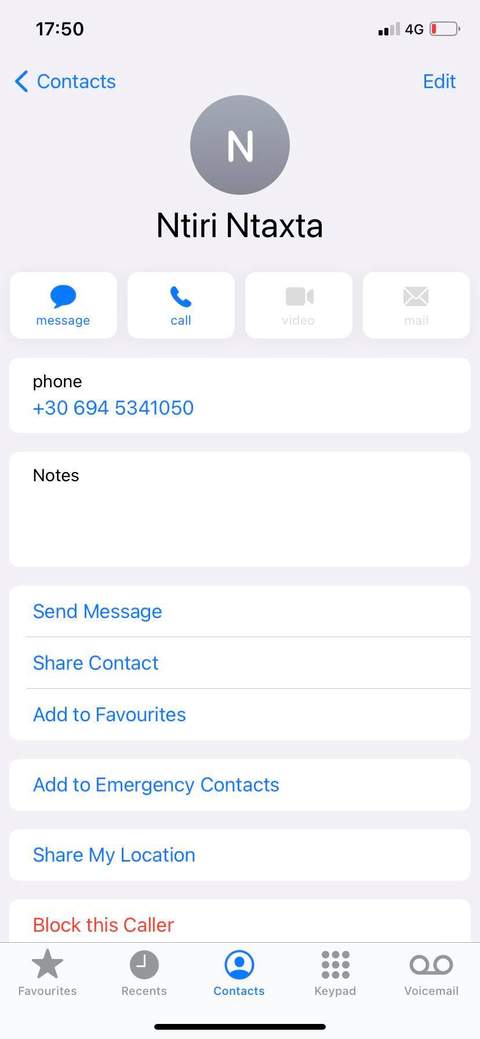 17:50
4G
Contacts
Edit
N
Ntiri Ntaxta
message
call
video
mail
phone
+30 694 5341050
Notes
Send Message
Share Contact
Add to Favourites
Add to Emergency Contacts
Share My Location
Block this Caller
Favourites
Recents
Contacts
Keypad
Voicemail